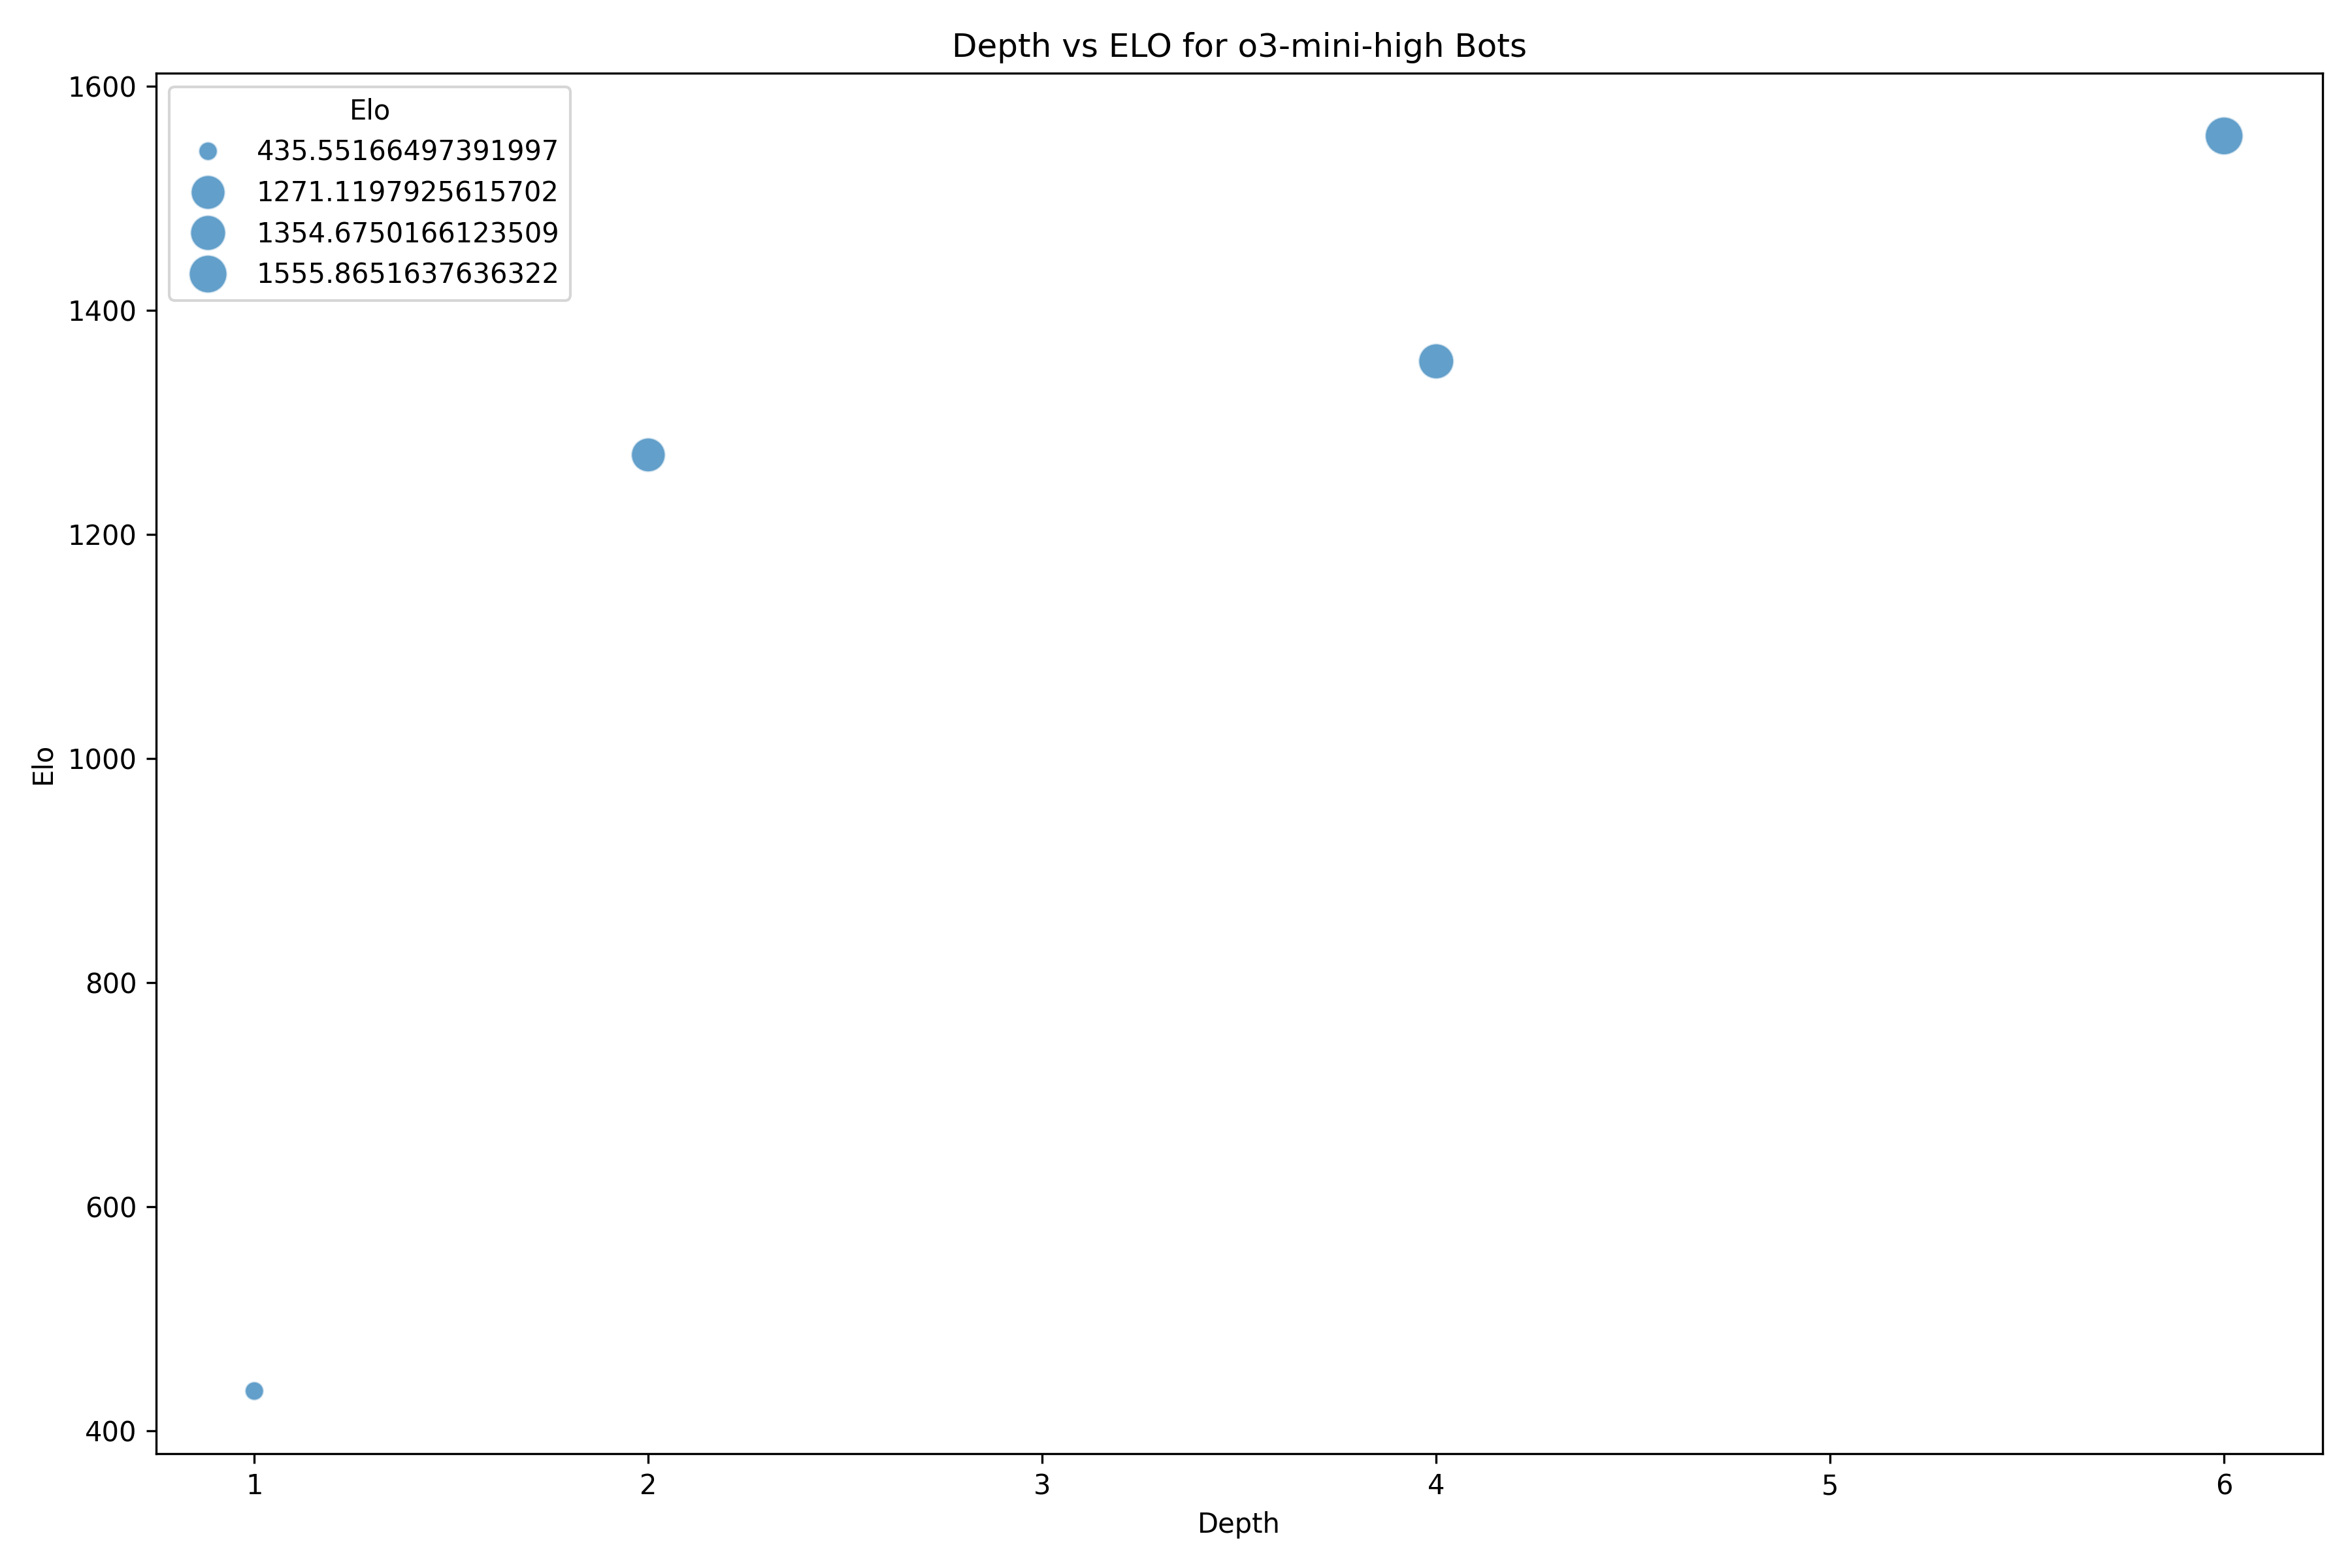 Depth vs ELO for o3-mini-high Bots
Elo
435.55166497391997
1271.1197925615702
1354.6750166123509
1555.8651637636322
1600
1400
1200
1000
800
600
400
Elo
1 2 3 4 5 6
Depth